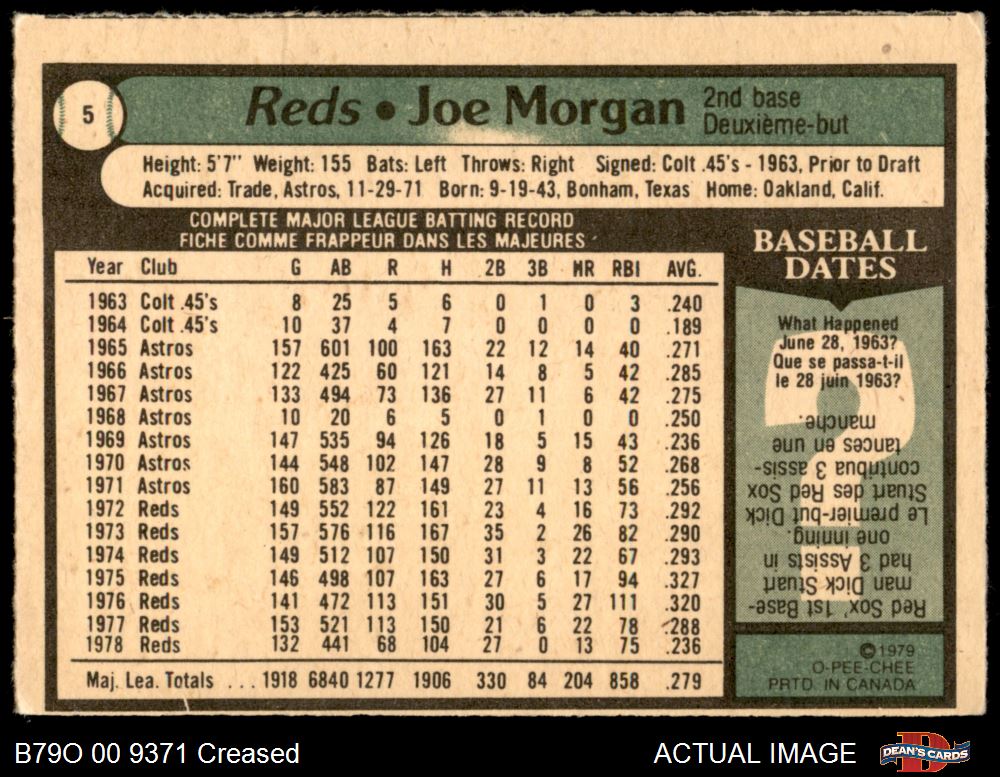 5
Reds • Joe Morgan 2nd base
Deuxième-but
Height: 5'7" Weight: 155 Bats: Left Throws: Right Signed: Colt .45's - 1963, Prior to Draft
Acquired: Trade, Astros, 11-29-71 Born: 9-19-43, Bonham, Texas Home: Oakland, Calif.
COMPLETE MAJOR LEAGUE BATTING RECORD
FICHE COMME FRAPPEUR DANS LES MAJEURES
Year Club G AB R H 2B 3B HR RBI AVG.
1963 Colt .45's 8 25 5 6 0 1 0 3 .240
1964 Colt .45's 10 37 4 7 0 0 0 0 .189
1965 Astros 157 601 100 163 22 12 14 40 .271
1966 Astros 122 425 60 121 14 8 5 42 .285
1967 Astros 133 494 73 136 27 11 6 42 .275
1968 Astros 10 20 6 5 0 1 0 0 .250
1969 Astros 147 535 94 126 18 5 15 43 .236
1970 Astros 144 548 102 147 28 9 8 52 .268
1971 Astros 160 583 87 149 27 11 13 56 .256
1972 Reds 149 552 122 161 23 4 16 73 .292
1973 Reds 157 576 116 167 35 2 26 82 .290
1974 Reds 149 512 107 150 31 3 22 67 .293
1975 Reds 146 498 107 163 27 6 17 94 .327
1976 Reds 141 472 113 151 30 5 27 111 .320
1977 Reds 153 521 113 150 21 6 22 78 .288
1978 Reds 132 441 68 104 27 0 13 75 .236
Maj. Lea. Totals ... 1918 6840 1277 1906 330 84 204 858 .279
BASEBALL
DATES
What Happened
June 28, 1963?
Que se passa-t-il
le 28 juin 1963?
Red Sox' 1st Base-
man Dick Stuart
had 3 Assists in
one inning.
Le premier-but Dick
Stuart des Red Sox
contribua 3 assis-
tances en une
manche.
©1979
O-PEE-CHEE
PRTD. IN CANADA
B79O 00 9371 Creased
ACTUAL IMAGE
DEAN'S CARDS